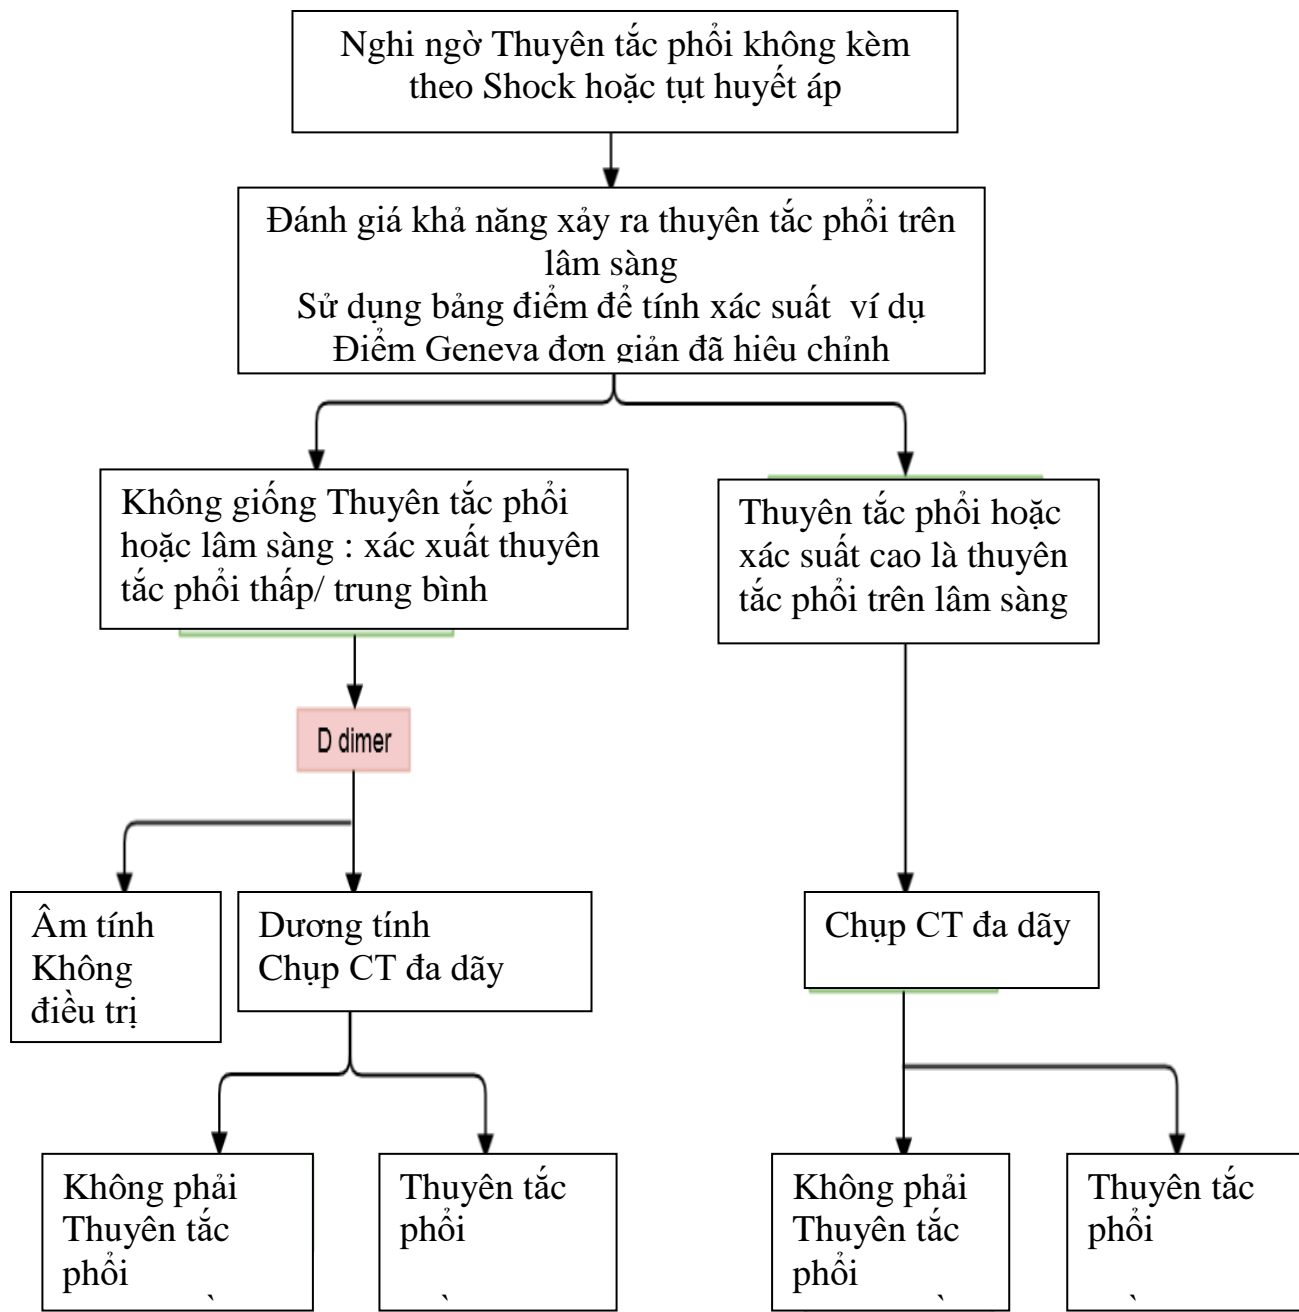 Nghi ngờ Thuyên tắc phổi không kèm
theo Shock hoặc tụt huyết áp
Đánh giá khả năng xảy ra thuyên tắc phổi trên
lâm sàng
Sử dụng bảng điểm để tính xác suất ví dụ
Điểm Geneva đơn giản đã hiêu chỉnh
Không giống Thuyên tắc phổi
hoặc lâm sàng : xác xuất thuyên
tắc phổi thấp/ trung bình
Thuyên tắc phổi hoặc
xác suất cao là thuyên
tắc phổi trên lâm sàng
D dimer
Âm tính
Không
điều trị
Dương tính
Chụp CT đa dãy
Chụp CT đa dãy
Không phải
Thuyên tắc
phổi
Thuyên tắc
phổi
Không phải
Thuyên tắc
phổi
Thuyên tắc
phổi